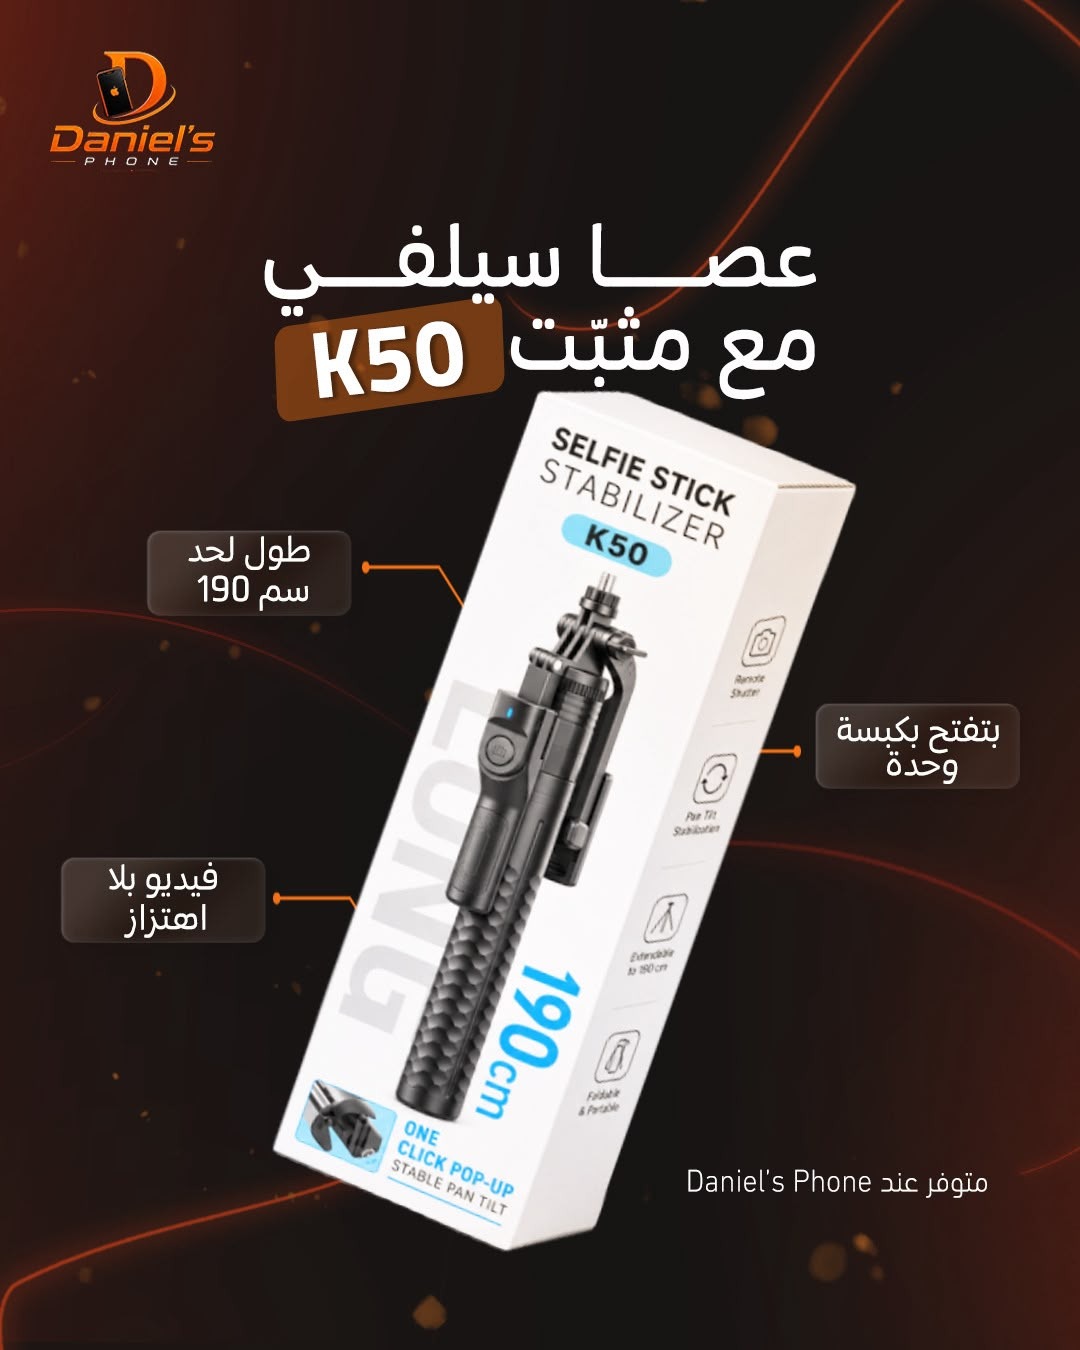 Daniel's
PHONE
عصا سيلفي
مع مثبّت K50
SELFIE STICK
STABILIZER
K50
طول لحد
190 سم
Remote
Shutter
بتفتح بكبسة
وحدة
Pan Tilt
Stabilization
فيديو بلا
اهتزاز
LONG
Extendable
to 190 cm
190cm
Foldable
& Portable
ONE
CLICK POP-UP
STABLE PAN TILT
متوفر عند Daniel's Phone